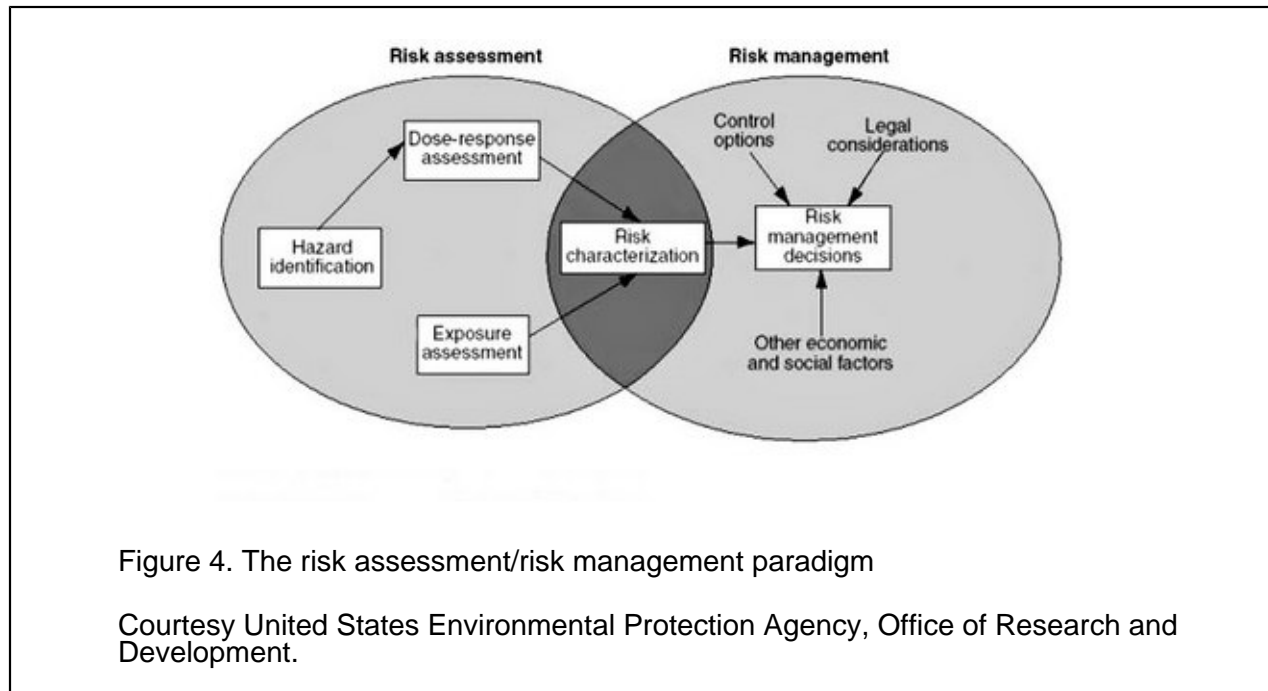 Risk assessment
Risk management
Dose-response
assessment
Hazard
identification
Exposure
assessment
Risk
characterization
Control
options
Legal
considerations
Risk
management
decisions
Other economic
and social factors
Figure 4. The risk assessment/risk management paradigm
Courtesy United States Environmental Protection Agency, Office of Research and
Development.